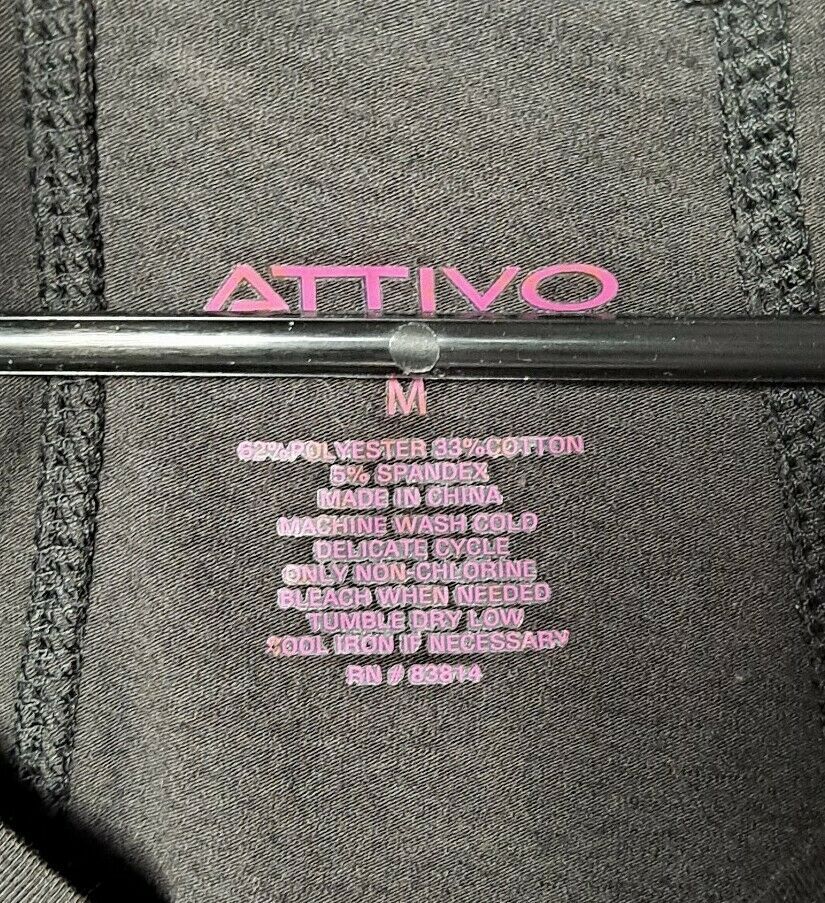 ATTIVO
M
62% POLYESTER 33% COTTON
5% SPANDEX
MADE IN CHINA
MACHINE WASH COLD
DELICATE CYCLE
ONLY NON-CHLORINE
BLEACH WHEN NEEDED
TUMBLE DRY LOW
COOL IRON IF NECESSARY
RN # 83814